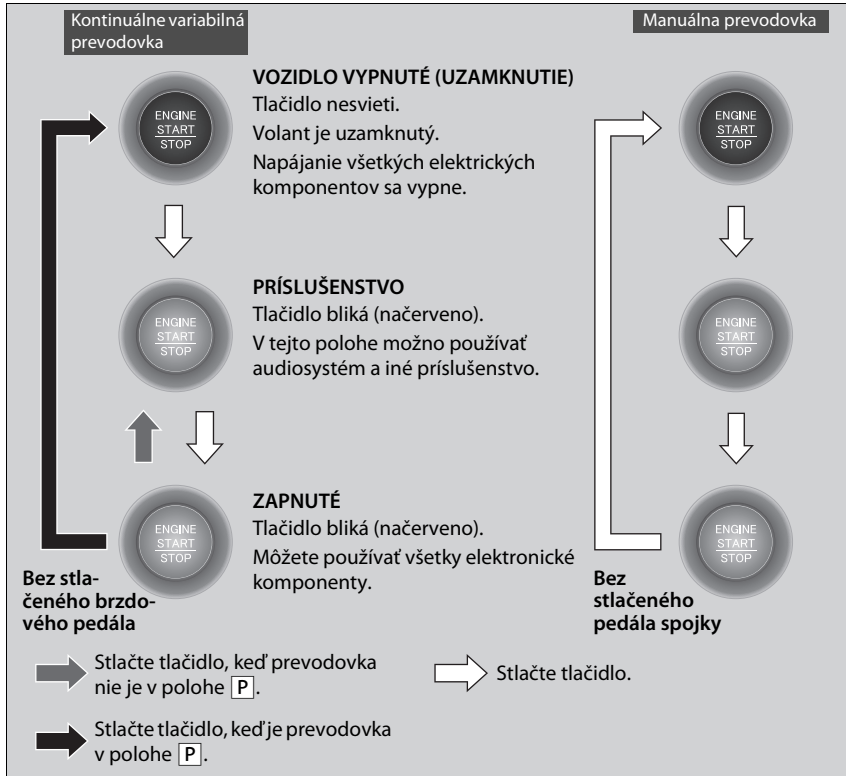 Kontinuálne variabilná
prevodovka
Manuálna prevodovka
ENGINE
START
STOP
VOZIDLO VYPNUTÉ (UZAMKNUTIE)
Tlačidlo nesvieti.
Volant je uzamknutý.
Napájanie všetkých elektrických
komponentov sa vypne.
ENGINE
START
STOP
ENGINE
START
STOP
PRÍSLUŠENSTVO
Tlačidlo bliká (načerveno).
V tejto polohe možno používať
audiosystém a iné príslušenstvo.
ENGINE
START
STOP
ENGINE
START
STOP
ZAPNUTÉ
Tlačidlo bliká (načerveno).
Môžete používať všetky elektronické
komponenty.
ENGINE
START
STOP
Bez stla-
čeného brzdo-
vého pedála
Bez
stlačeného
pedála spojky
Stlačte tlačidlo, keď prevodovka
nie je v polohe P.
Stlačte tlačidlo.
Stlačte tlačidlo, keď je prevodovka
v polohe P.